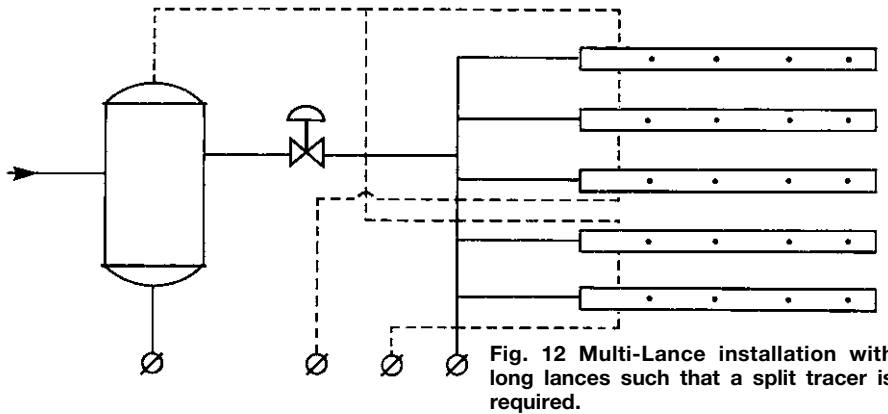 Fig. 12 Multi-Lance installation with
long lances such that a split tracer is
required.